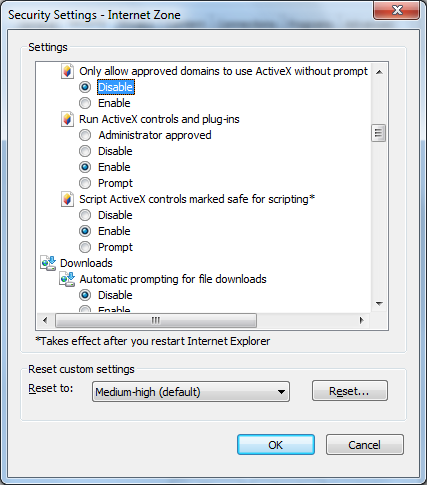 Security Settings - Internet Zone
Settings
Only allow approved domains to use ActiveX without prompt
Disable
Enable
Run ActiveX controls and plug-ins
Administrator approved
Disable
Enable
Prompt
Script ActiveX controls marked safe for scripting*
Disable
Enable
Prompt
Downloads
Automatic prompting for file downloads
Disable
Enable
*Takes effect after you restart Internet Explorer
Reset custom settings
Reset to:
Medium-high (default)
Reset...
OK
Cancel